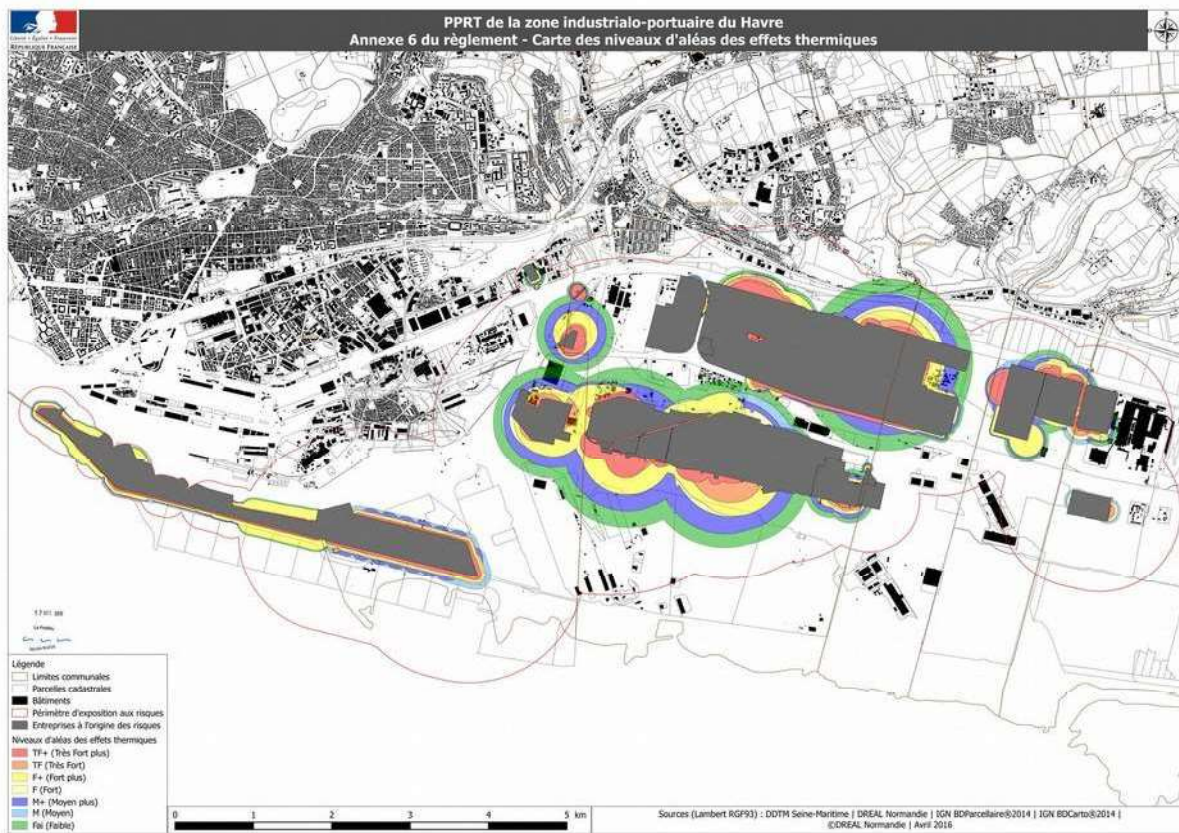 PPRT de la zone industrialo-portuaire du Havre
Annexe 6 du règlement - Carte des niveaux d'aléas des effets thermiques
Liberté • Égalité • Fraternité
RÉPUBLIQUE FRANÇAISE
Légende
Limites communales
Parcelles cadastrales
Bâtiments
Périmètre d'exposition aux risques
Entreprises à l'origine des risques
Niveaux d'aléas des effets thermiques
TF+ (Très Fort plus)
TF (Très Fort)
F+ (Fort plus)
F (Fort)
M+ (Moyen plus)
M (Moyen)
Fai (Faible)
0 1 2 3 4 5 km
Sources (Lambert RGF93) : DDTM Seine-Maritime | DREAL Normandie | IGN BDParcellaire®2014 | IGN BDCarto®2014 |
©DREAL Normandie | Avril 2016